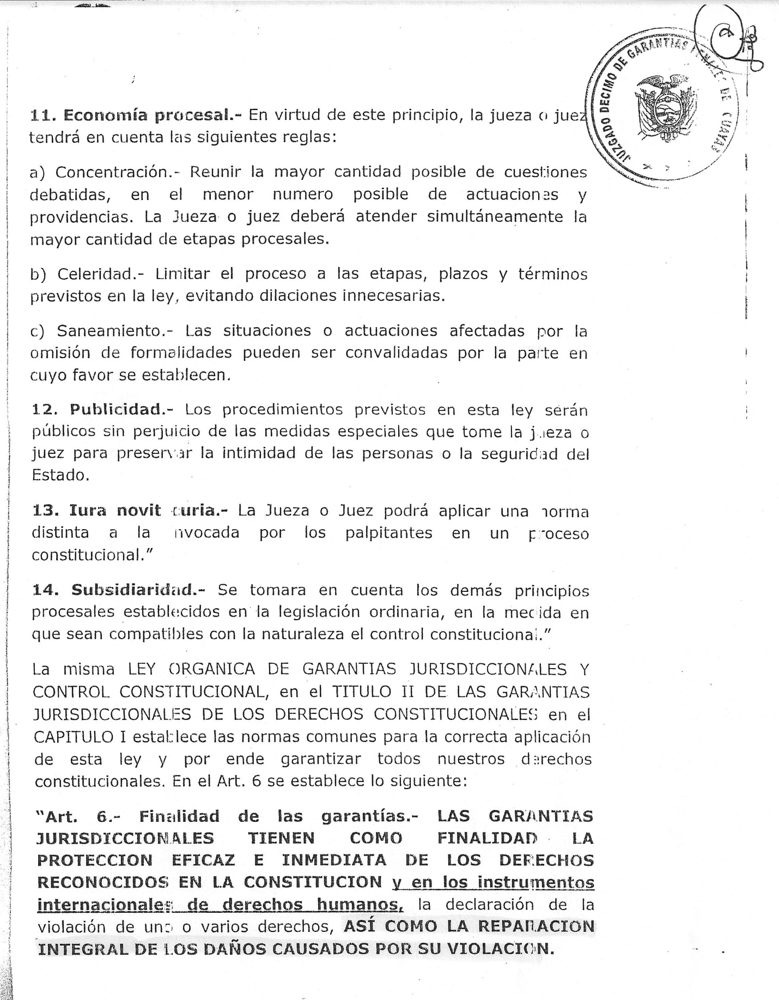 JUZGADO DECIMO DE GARANTIAS PENALES DE GUAYAS
11. Economía procesal.- En virtud de este principio, la jueza o juez
tendrá en cuenta las siguientes reglas:
a) Concentración.- Reunir la mayor cantidad posible de cuestiones
debatidas, en el menor numero posible de actuaciones y
providencias. La Jueza o juez deberá atender simultáneamente la
mayor cantidad de etapas procesales.
b) Celeridad.- Limitar el proceso a las etapas, plazos y términos
previstos en la ley, evitando dilaciones innecesarias.
c) Saneamiento.- Las situaciones o actuaciones afectadas por la
omisión de formalidades pueden ser convalidadas por la parte en
cuyo favor se establecen.
12. Publicidad.- Los procedimientos previstos en esta ley serán
públicos sin perjuicio de las medidas especiales que tome la jueza o
juez para preservar la intimidad de las personas o la seguridad del
Estado.
13. Iura novit curia.- La Jueza o Juez podrá aplicar una norma
distinta a la invocada por los palpitantes en un proceso
constitucional."
14. Subsidiaridad.- Se tomara en cuenta los demás principios
procesales establecidos en la legislación ordinaria, en la medida en
que sean compatibles con la naturaleza el control constitucional."
La misma LEY ORGANICA DE GARANTIAS JURISDICCIONALES Y
CONTROL CONSTITUCIONAL, en el TITULO II DE LAS GARANTIAS
JURISDICCIONALES DE LOS DERECHOS CONSTITUCIONALES en el
CAPITULO I establece las normas comunes para la correcta aplicación
de esta ley y por ende garantizar todos nuestros derechos
constitucionales. En el Art. 6 se establece lo siguiente:
"Art. 6.- Finalidad de las garantías.- LAS GARANTIAS
JURISDICCIONALES TIENEN COMO FINALIDAD LA
PROTECCION EFICAZ E INMEDIATA DE LOS DERECHOS
RECONOCIDOS EN LA CONSTITUCION y en los instrumentos
internacionales de derechos humanos, la declaración de la
violación de uno o varios derechos, ASÍ COMO LA REPARACION
INTEGRAL DE LOS DAÑOS CAUSADOS POR SU VIOLACION.